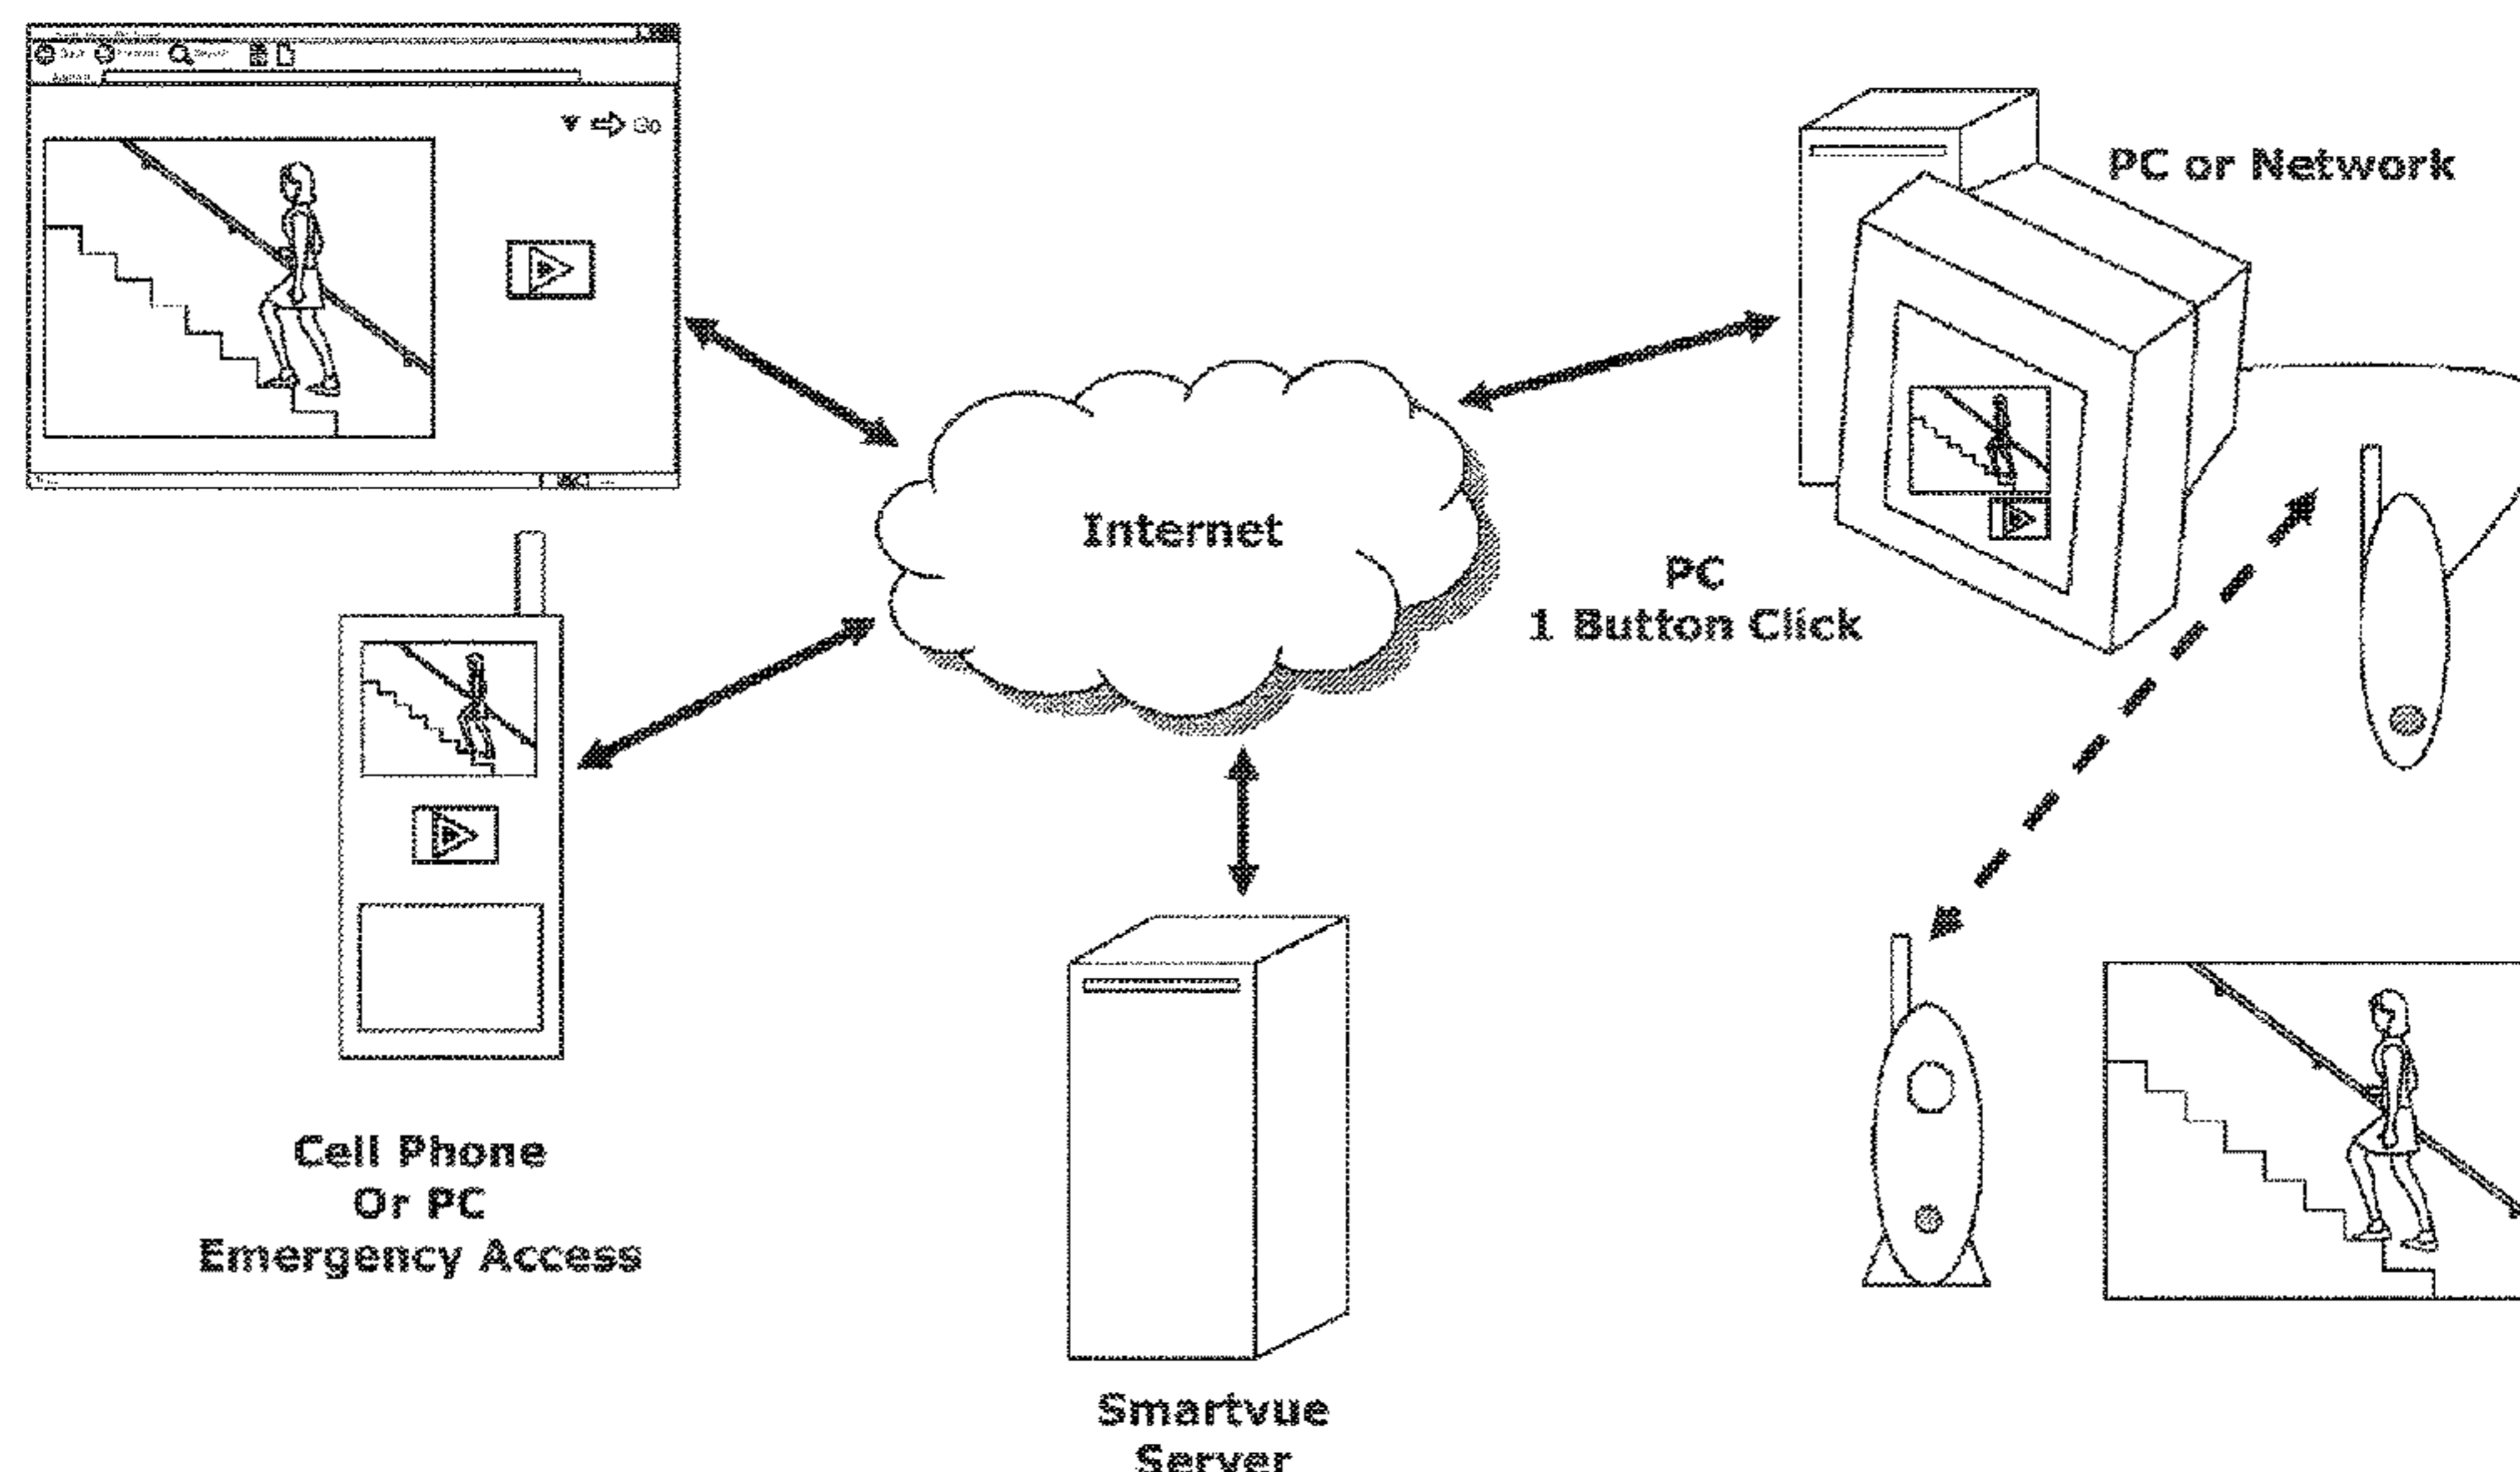 Go
PC or Network
Internet
PC
1 Button Click
Cell Phone
Or PC
Emergency Access
Smartvue
Server